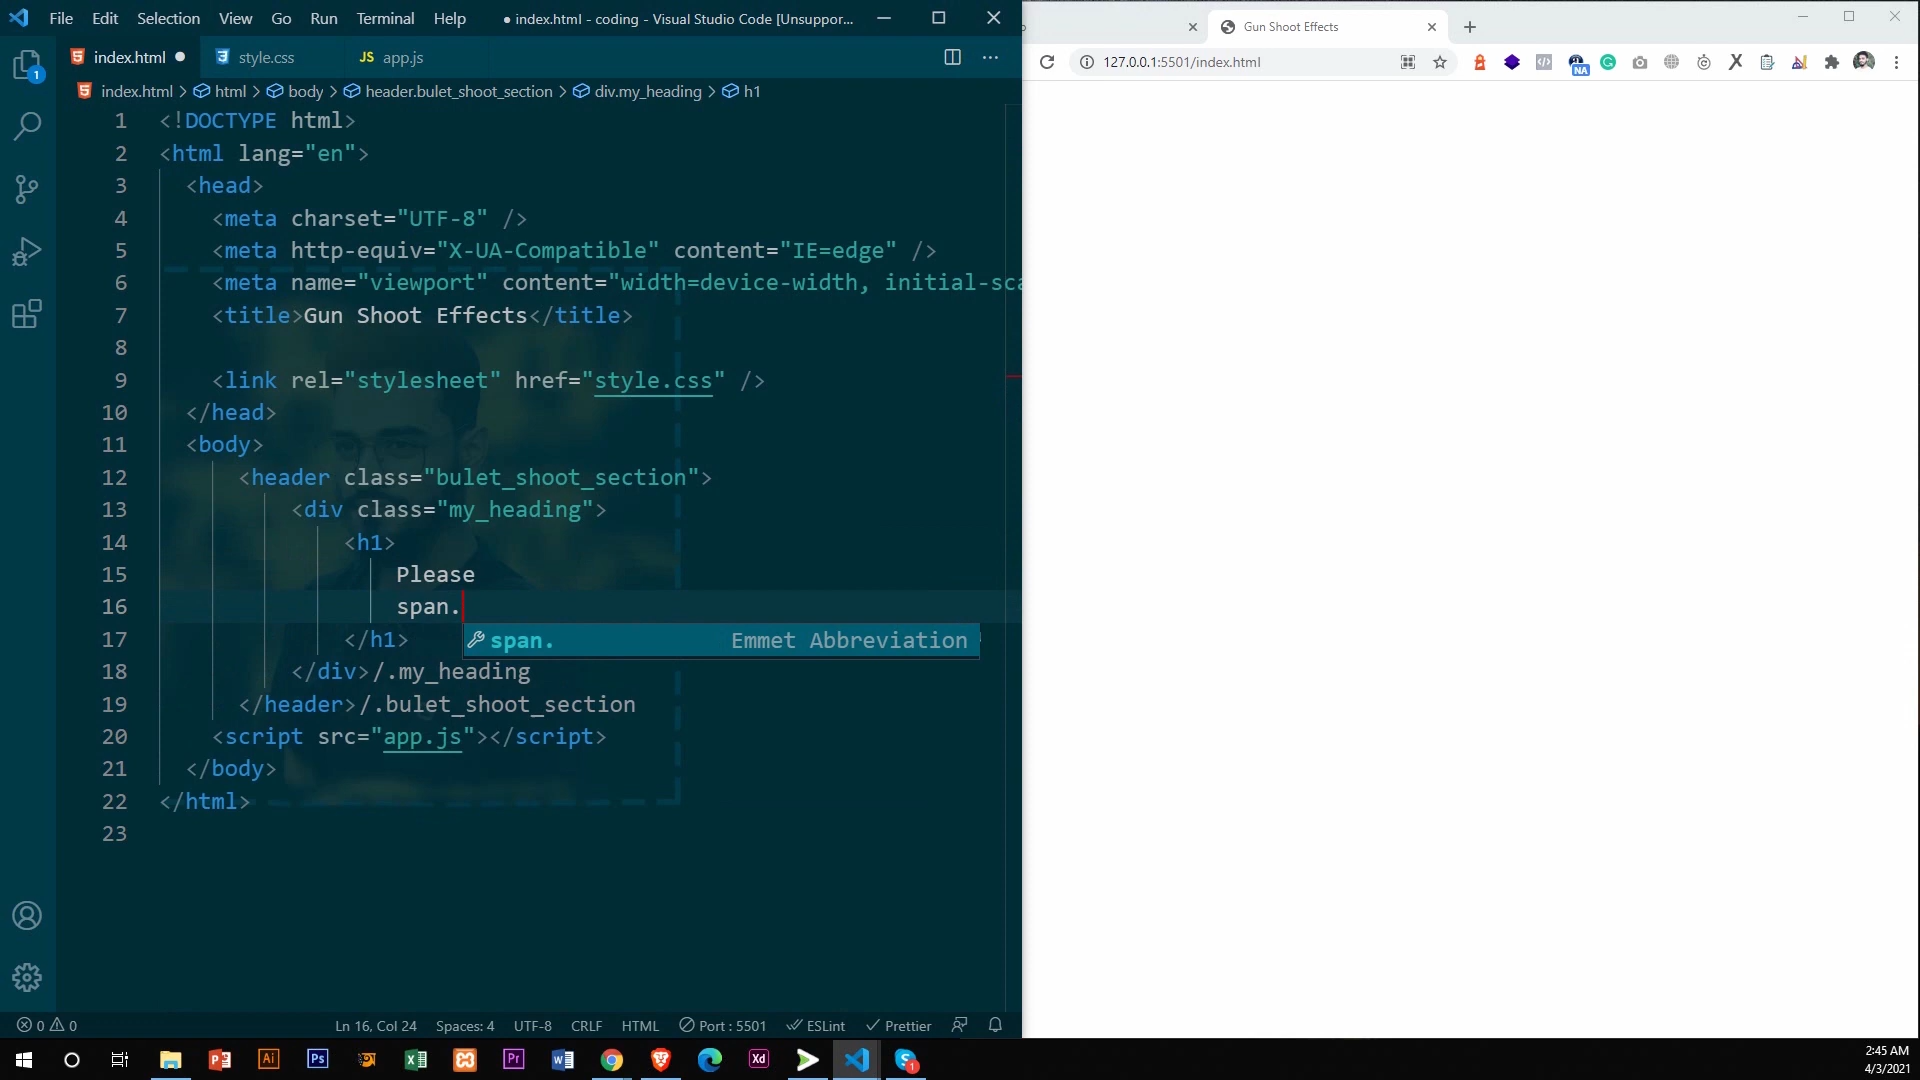 File Edit Selection View Go Run Terminal Help ● index.html - coding - Visual Studio Code [Unsuppor...
Gun Shoot Effects
index.html ● style.css JS app.js
127.0.0.1:5501/index.html
NA
1
index.html > html > body > header.bulet_shoot_section > div.my_heading > h1
1 <!DOCTYPE html>
2 <html lang="en">
3 <head>
4 <meta charset="UTF-8" />
5 <meta http-equiv="X-UA-Compatible" content="IE=edge" />
6 <meta name="viewport" content="width=device-width, initial-sca
7 <title>Gun Shoot Effects</title>
8
9 <link rel="stylesheet" href="style.css" />
10 </head>
11 <body>
12 <header class="bulet_shoot_section">
13 <div class="my_heading">
14 <h1>
15 Please
16 span.
17 </h1>
span. Emmet Abbreviation
18 </div>/.my_heading
19 </header>/.bulet_shoot_section
20 <script src="app.js"></script>
21 </body>
22 </html>
23
0 0 Ln 16, Col 24 Spaces: 4 UTF-8 CRLF HTML Port : 5501 ESLint Prettier
Ai Ps Pr Xd 1
2:45 AM
4/3/2021